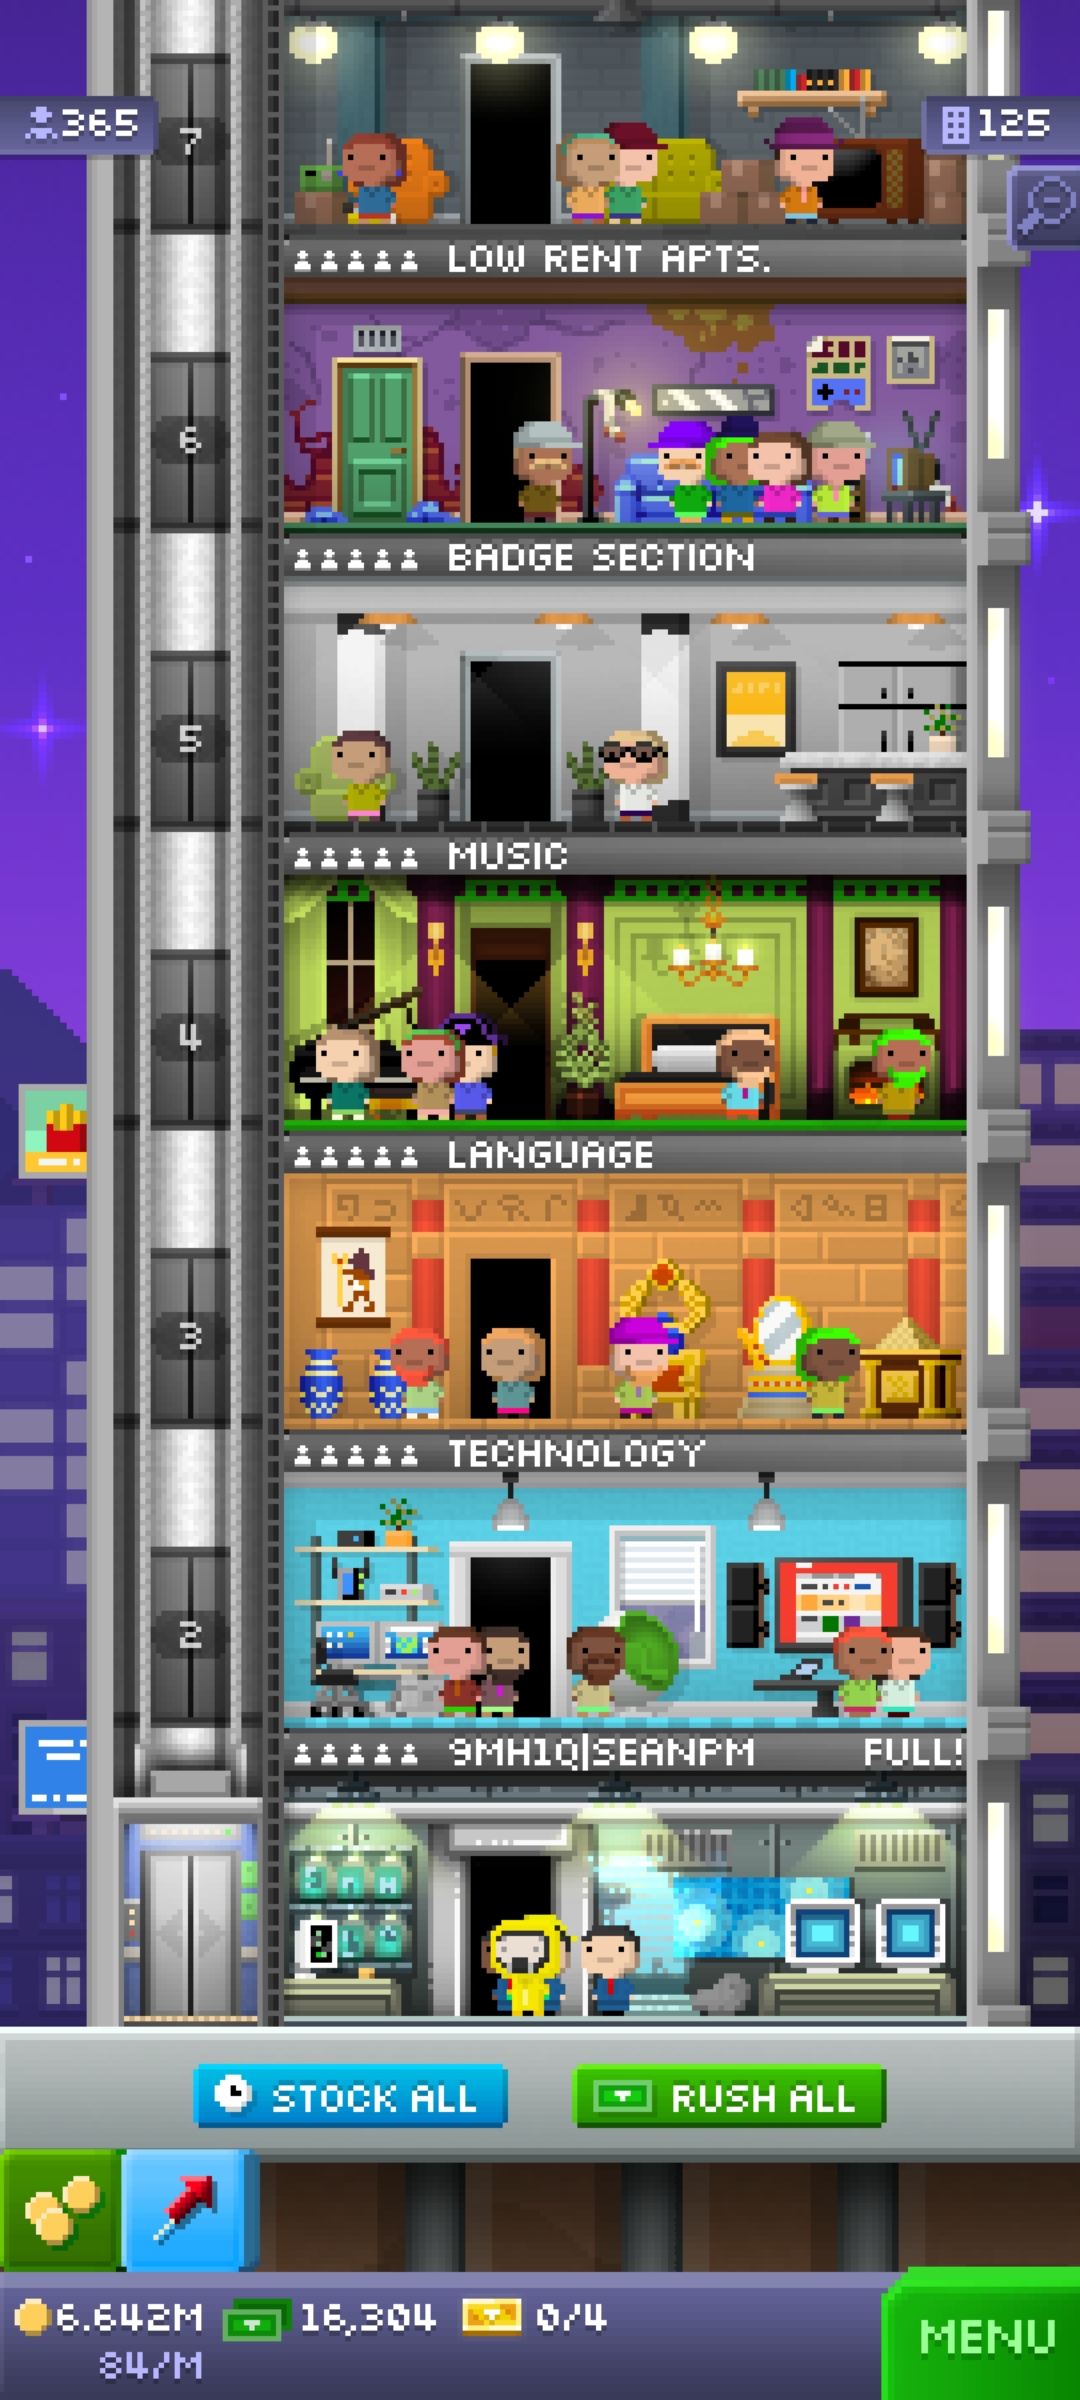 365
125
7
LOW RENT APTS.
6
BADGE SECTION
5
MUSIC
4
LANGUAGE
3
TECHNOLOGY
2
9MH1Q|SEANPM FULL!
STOCK ALL
RUSH ALL
6.642M 16,304 0/4
84/M
MENU